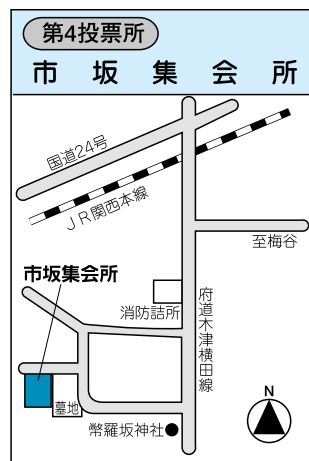 第4投票所
市坂集会所
国道24号
JR関西本線
至梅谷
市坂集会所
消防詰所
府道木津横田線
墓地
幣羅坂神社
N